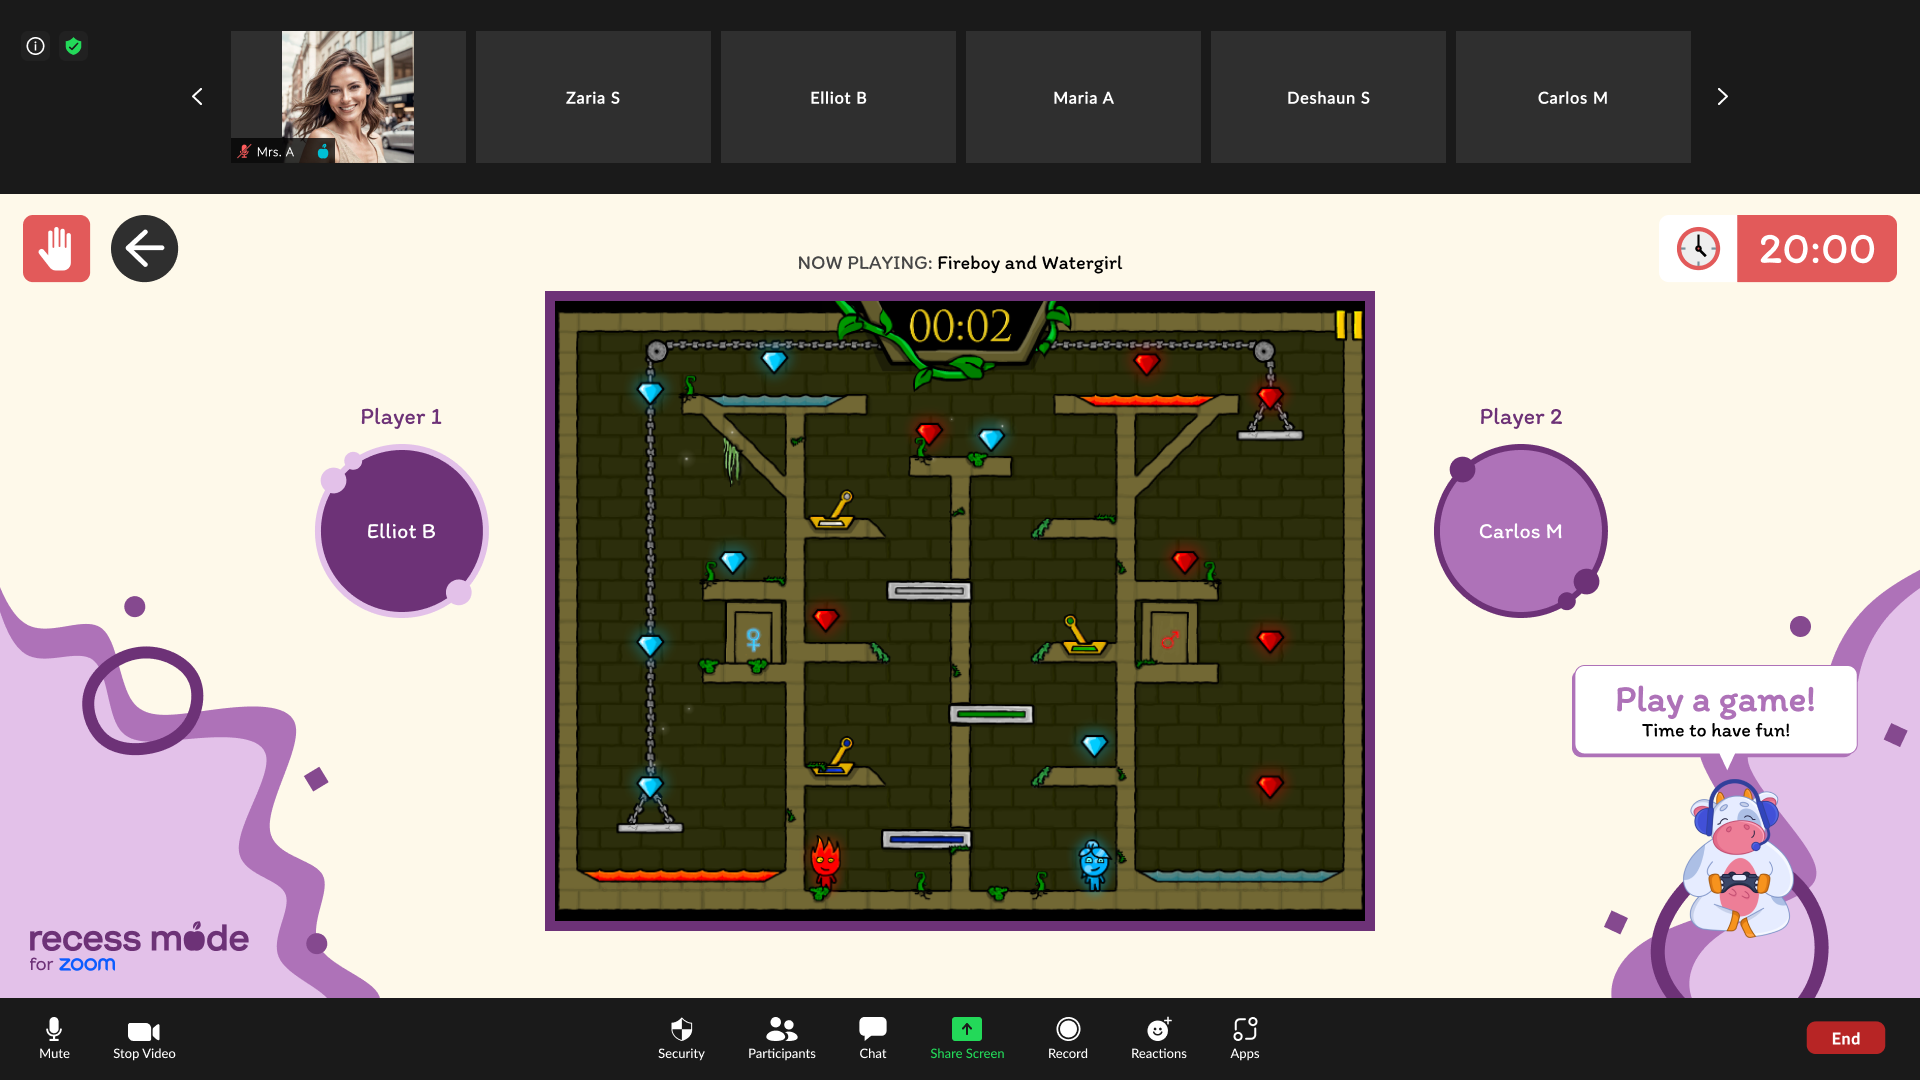 Mrs. A
Zaria S
Elliot B
Maria A
Deshaun S
Carlos M
20:00
NOW PLAYING: Fireboy and Watergirl
00:02
Player 1
Elliot B
Player 2
Carlos M
Play a game!
Time to have fun!
recess mode
for zoom
Mute
Stop Video
Security
Participants
Chat
Share Screen
Record
Reactions
Apps
End